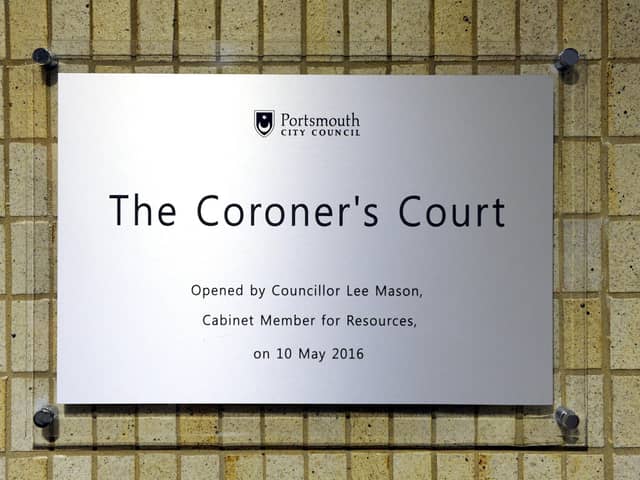 Portsmouth
CITY COUNCIL
The Coroner's Court
Opened by Councillor Lee Mason,
Cabinet Member for Resources,
on 10 May 2016